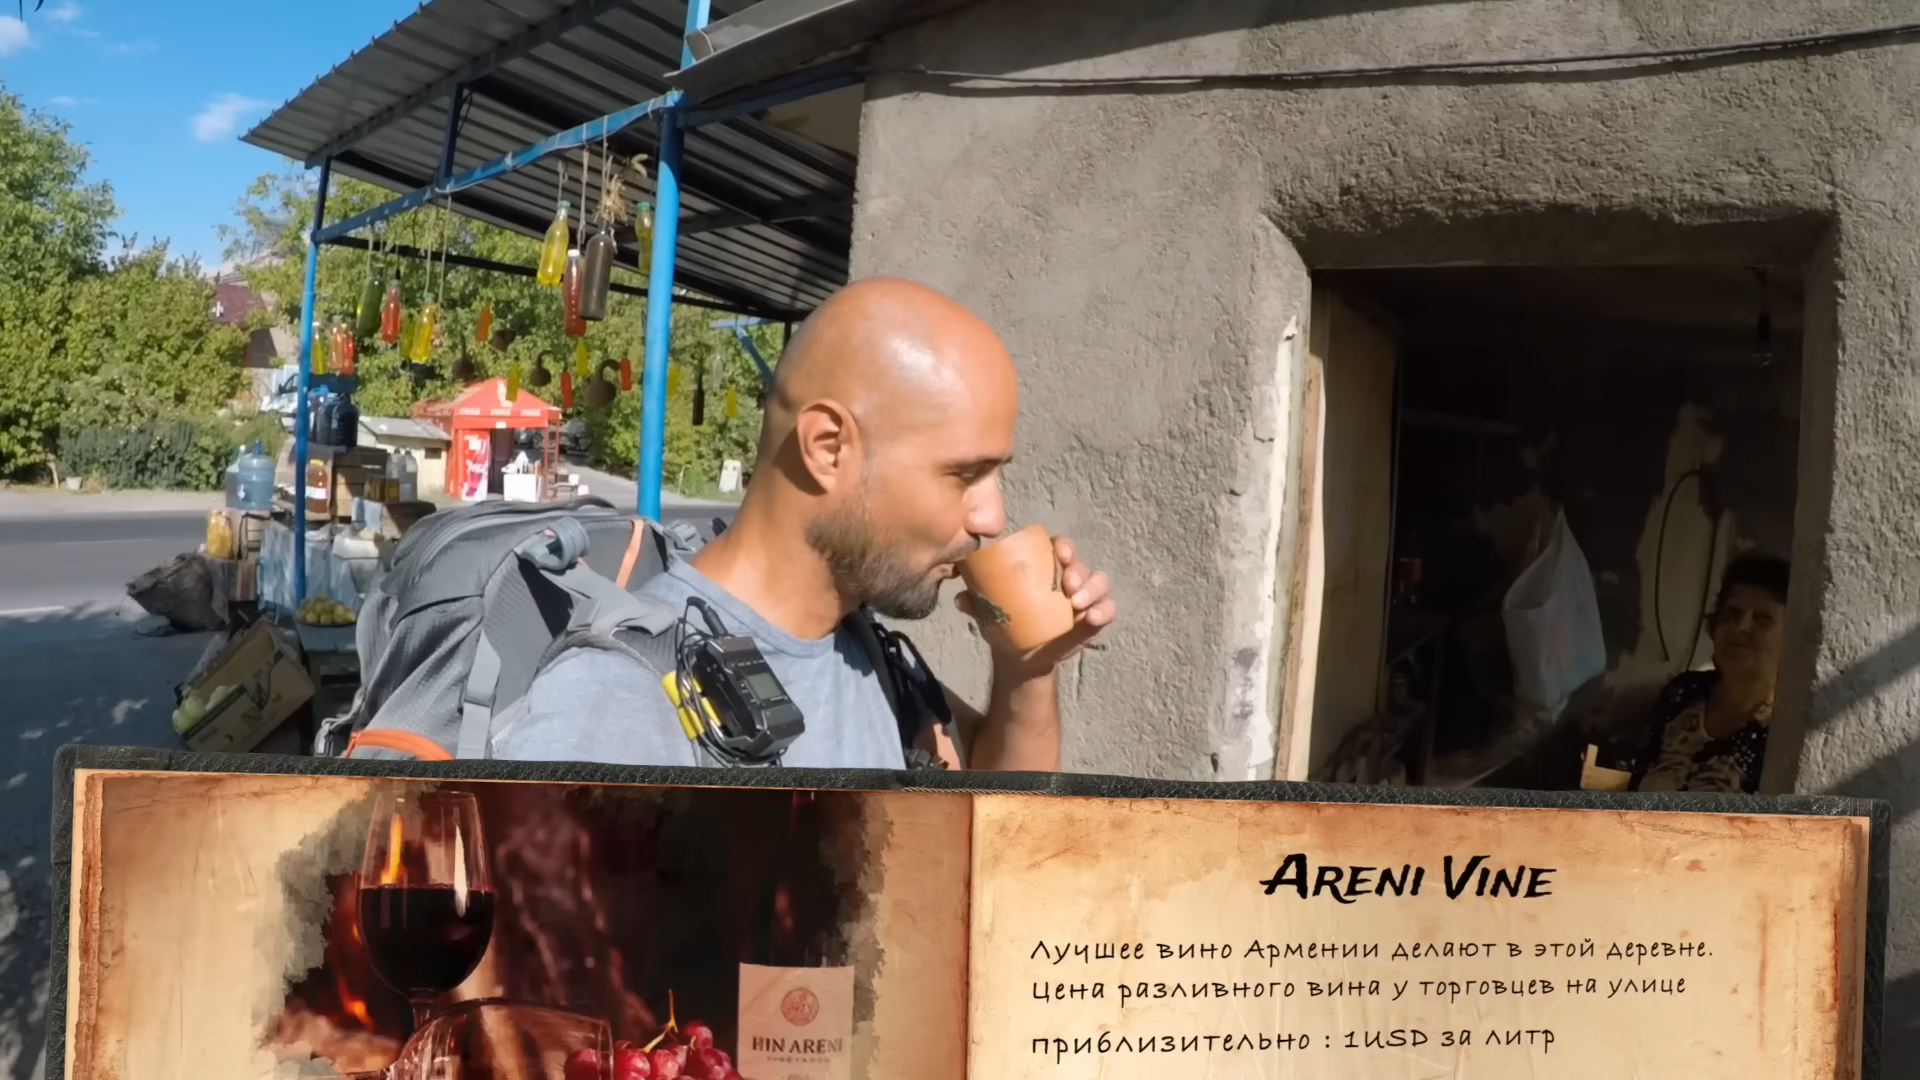 Areni Vine
Лучшее вино Армении делают в этой деревне.
Цена разливного вина у торговцев на улице
приблизительно : 1USD за литр
HIN ARENI
VINEYARDS